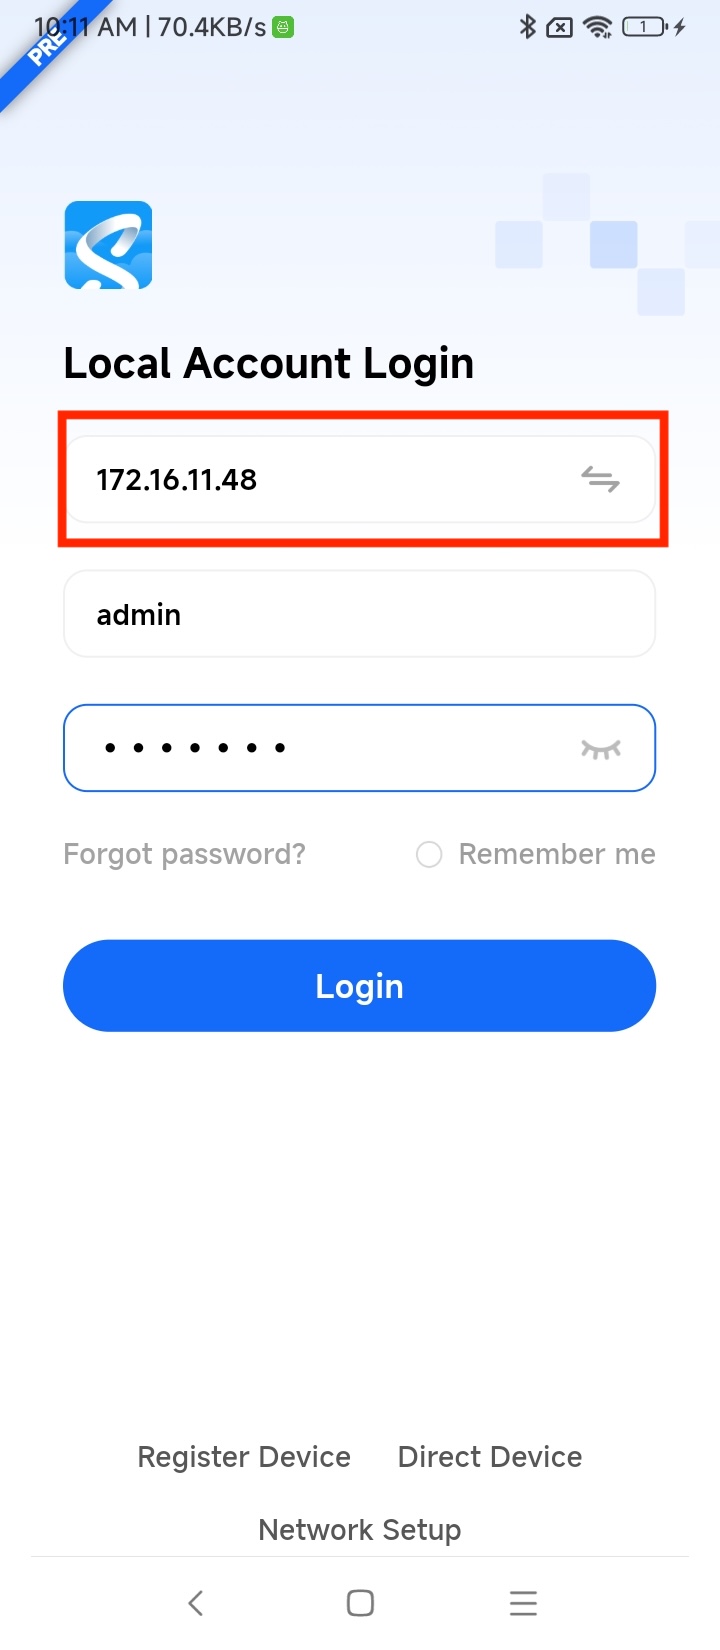 10:11 AM | 70.4KB/s
1
PRE
Local Account Login
172.16.11.48
admin
•••••••
Forgot password?
Remember me
Login
Register Device
Direct Device
Network Setup